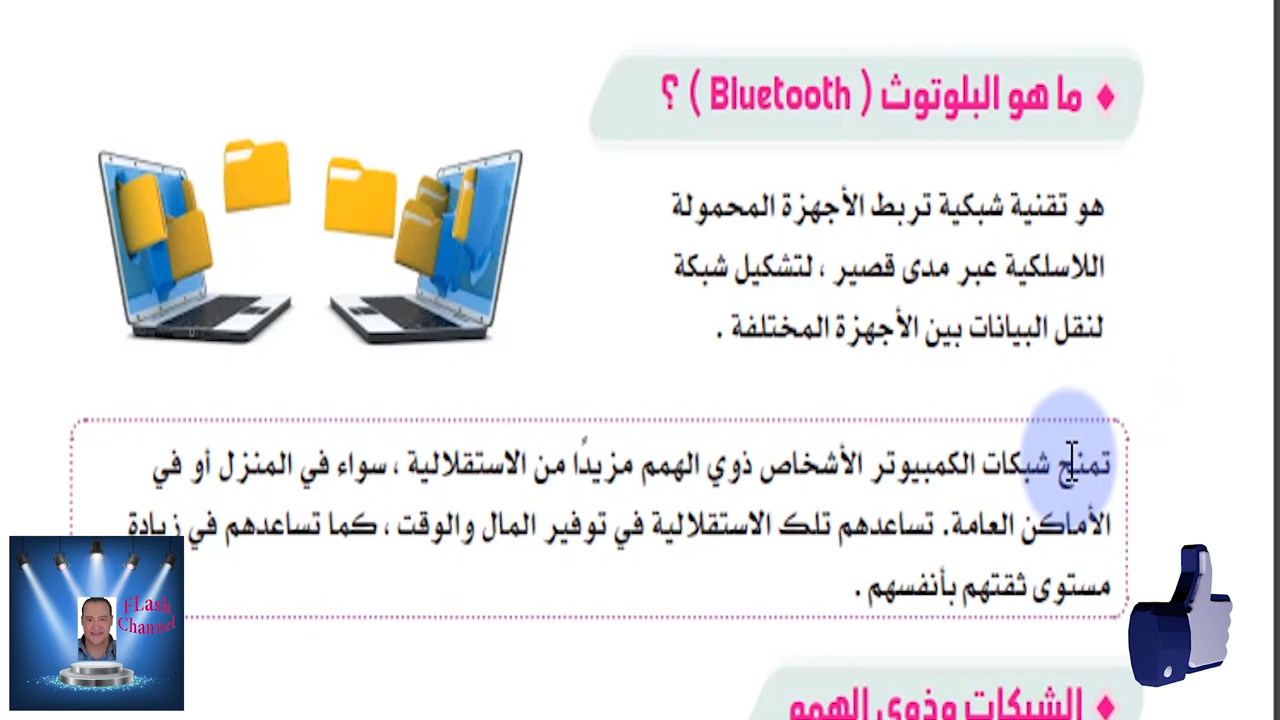 ♦ ما هو البلوتوث ( Bluetooth ) ؟
هو تقنية شبكية تربط الأجهزة المحمولة
اللاسلكية عبر مدى قصير ، لتشكيل شبكة
لنقل البيانات بين الأجهزة المختلفة .
تمنح شبكات الكمبيوتر الأشخاص ذوي الهمم مزيدًا من الاستقلالية ، سواء في المنزل أو في
الأماكن العامة. تساعدهم تلك الاستقلالية في توفير المال والوقت ، كما تساعدهم في زيادة
مستوى ثقتهم بأنفسهم .
FLash
Channel
♦ الشبكات وذوي الهمم